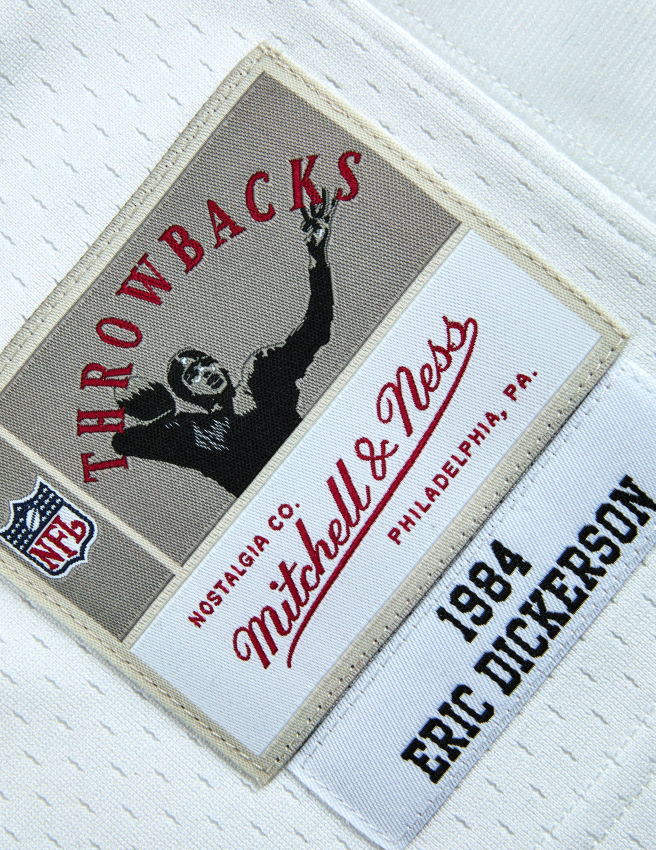 THROWBACKS
NFL
NOSTALGIA CO.
Mitchell & Ness
PHILADELPHIA, PA.
1984
ERIC DICKERSON